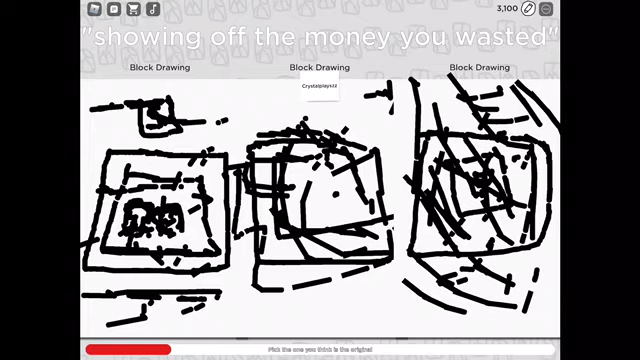 3,100
"showing off the money you wasted"
Block Drawing Block Drawing Block Drawing
Crystalplayszz
Pick the one you think is the original